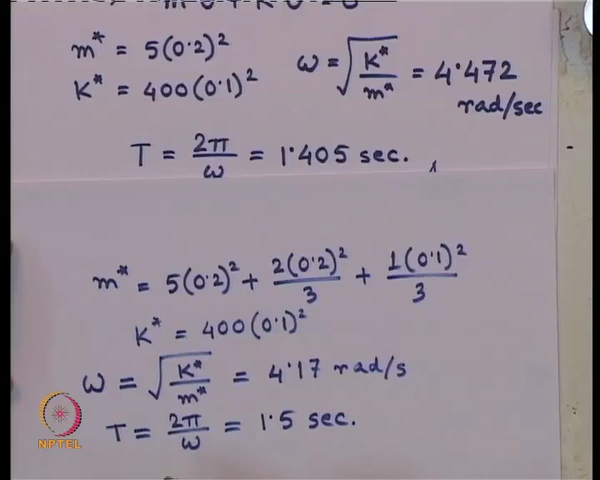 m* = 5(0.2)²
K* = 400(0.1)²
ω = √(K*/m*) = 4.472 rad/sec
T = 2π/ω = 1.405 sec.
m* = 5(0.2)² + 2(0.2)²/3 + 1(0.1)²/3
K* = 400(0.1)²
ω = √(K*/m*) = 4.17 rad/s
T = 2π/ω = 1.5 sec.
NPTEL